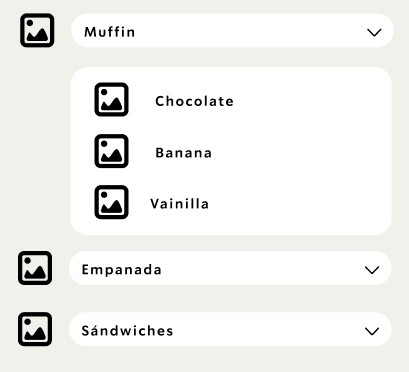 Muffin
Chocolate
Banana
Vainilla
Empanada
Sándwiches